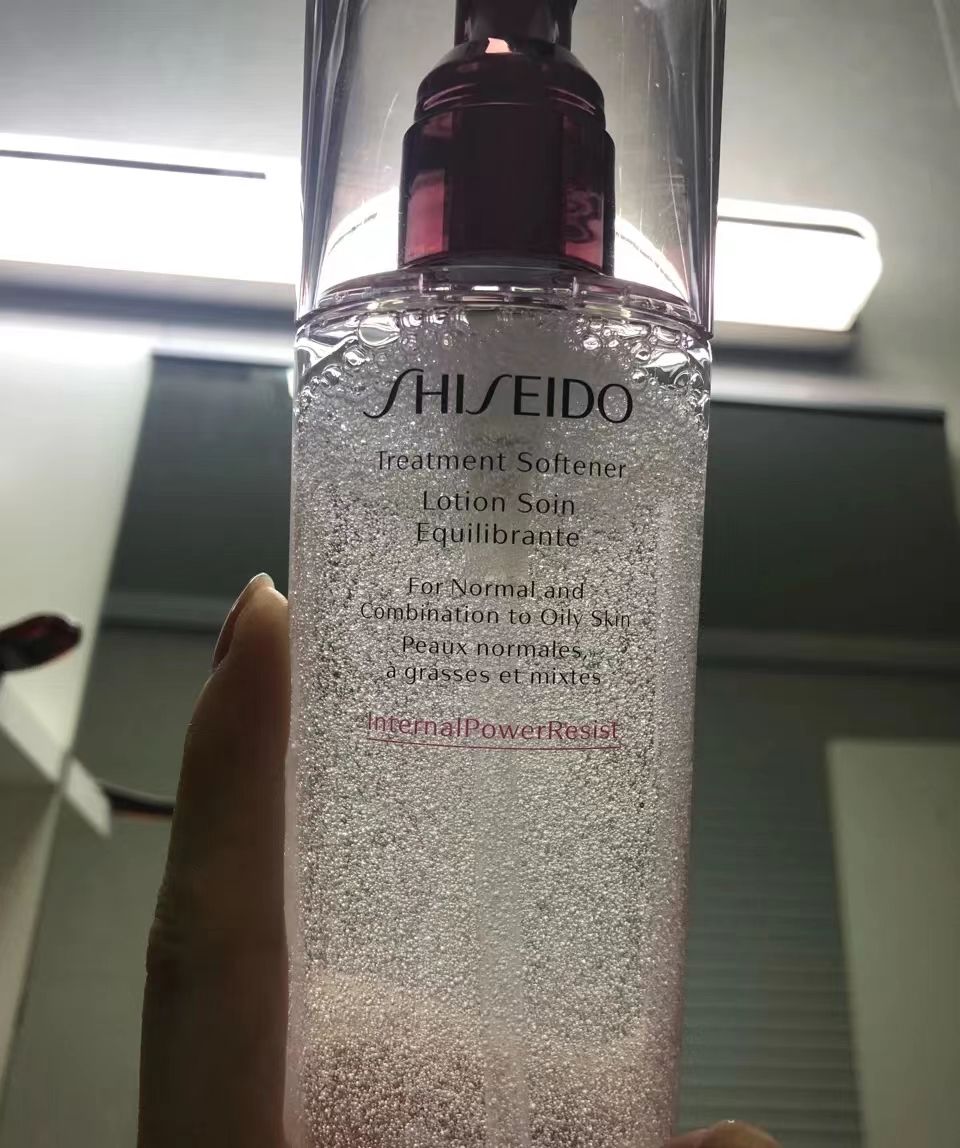 SHISEIDO
Treatment Softener
Lotion Soin
Equilibrante
For Normal and
Combination to Oily Skin
Peaux normales,
à grasses et mixtes
InternalPowerResist